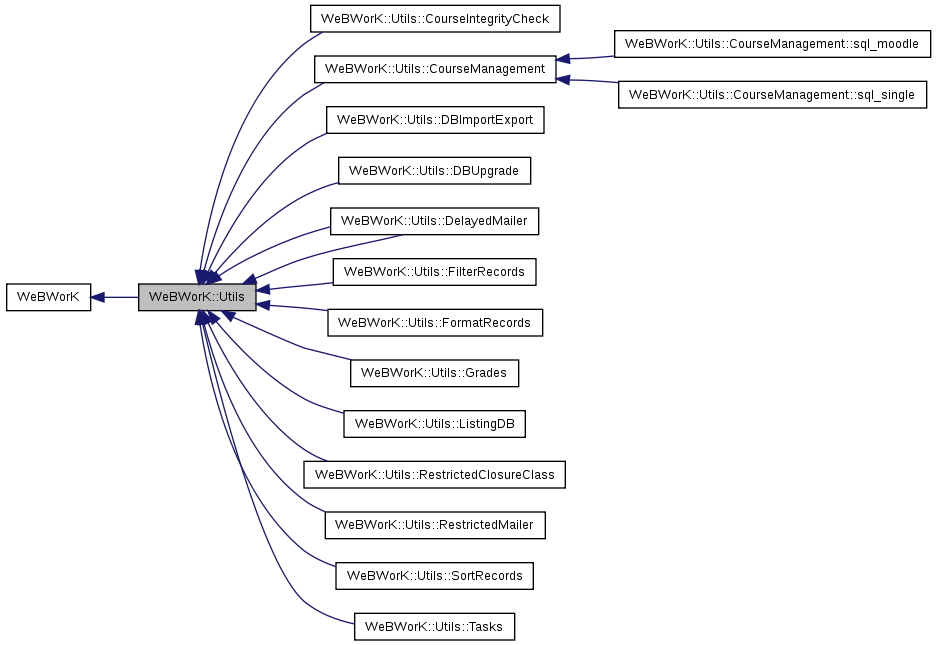 WeBWorK::Utils::CourseIntegrityCheck
WeBWorK::Utils::CourseManagement::sql_moodle
WeBWorK::Utils::CourseManagement
WeBWorK::Utils::CourseManagement::sql_single
WeBWorK::Utils::DBImportExport
WeBWorK::Utils::DBUpgrade
WeBWorK::Utils::DelayedMailer
WeBWorK::Utils::FilterRecords
WeBWorK
WeBWorK::Utils
WeBWorK::Utils::FormatRecords
WeBWorK::Utils::Grades
WeBWorK::Utils::ListingDB
WeBWorK::Utils::RestrictedClosureClass
WeBWorK::Utils::RestrictedMailer
WeBWorK::Utils::SortRecords
WeBWorK::Utils::Tasks